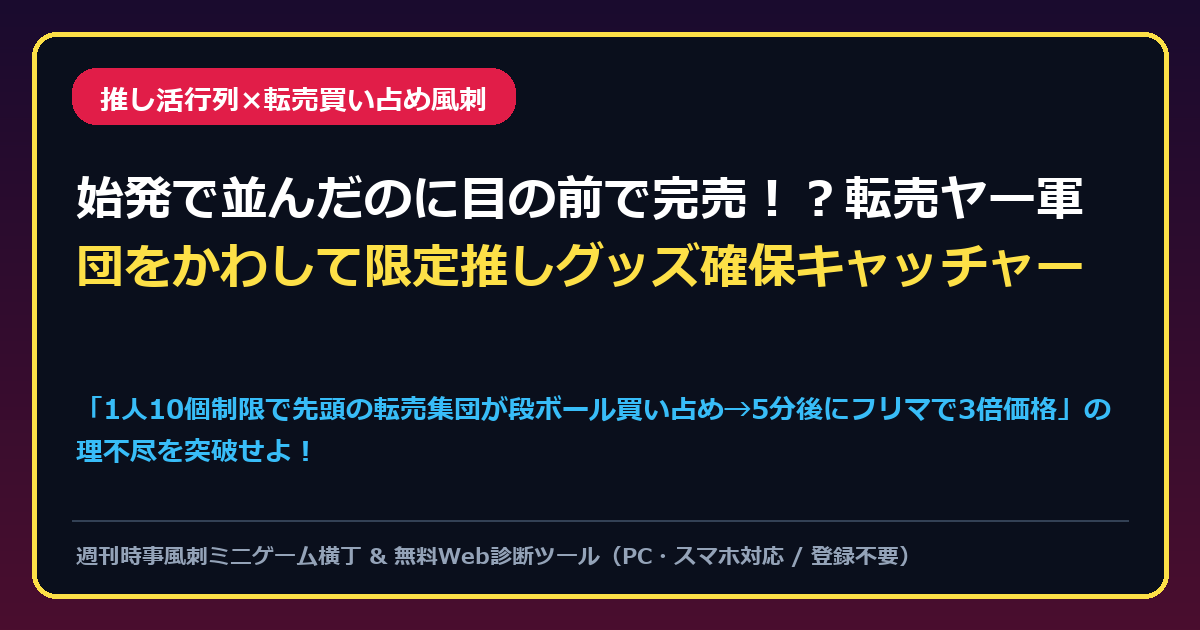 推し活行列×転売買い占め風刺
始発で並んだのに目の前で完売！？転売ヤー軍
団をかわして限定推しグッズ確保キャッチャー
「1人10個制限で先頭の転売集団が段ボール買い占め→5分後にフリマで3倍価格」の
理不尽を突破せよ！
週刊時事風刺ミニゲーム横丁 & 無料Web診断ツール（PC・スマホ対応 / 登録不要）